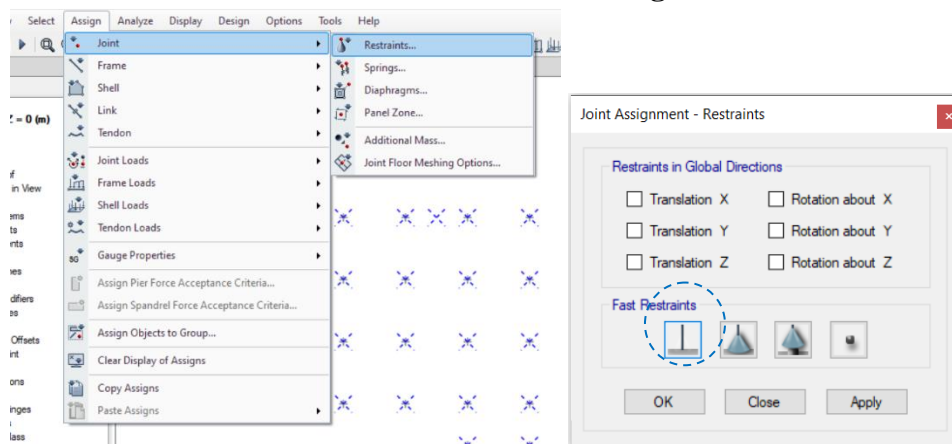 Select Assign Analyze Display Design Options Tools Help
Joint
Frame
Shell
Link
Tendon
Joint Loads
Frame Loads
Shell Loads
Tendon Loads
Gauge Properties
Assign Pier Force Acceptance Criteria...
Assign Spandrel Force Acceptance Criteria...
Assign Objects to Group...
Clear Display of Assigns
Copy Assigns
Paste Assigns
Restraints...
Springs...
Diaphragms...
Panel Zone...
Additional Mass...
Joint Floor Meshing Options...
= 0 (m)
in View
Offsets
Joint Assignment - Restraints
Restraints in Global Directions
Translation X Rotation about X
Translation Y Rotation about Y
Translation Z Rotation about Z
Fast Restraints
OK Close Apply